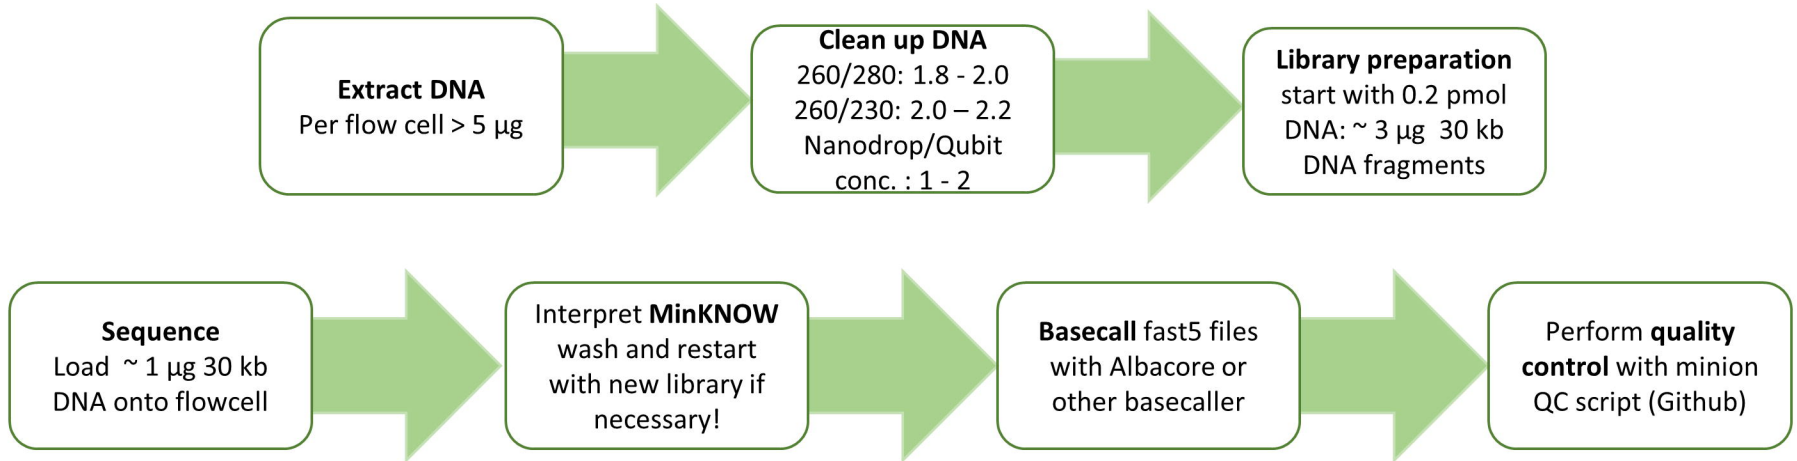 Extract DNA
Per flow cell > 5 µg
Clean up DNA
260/280: 1.8 - 2.0
260/230: 2.0 – 2.2
Nanodrop/Qubit
conc. : 1 - 2
Library preparation
start with 0.2 pmol
DNA: ~ 3 µg  30 kb
DNA fragments
Sequence
Load  ~ 1 µg 30 kb
DNA onto flowcell
Interpret MinKNOW
wash and restart
with new library if
necessary!
Basecall fast5 files
with Albacore or
other basecaller
Perform quality
control with minion
QC script (Github)